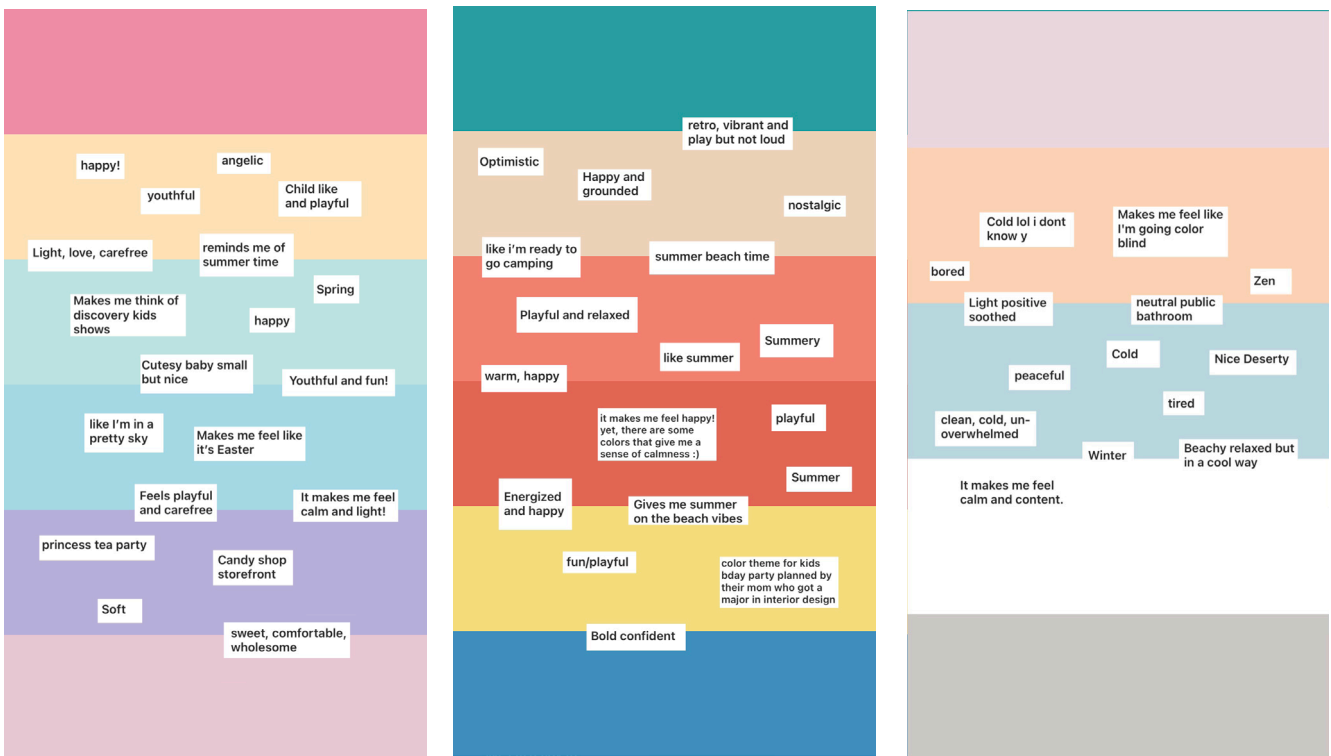 happy!
angelic
youthful
Child like
and playful
Light, love, carefree
reminds me of
summer time
Spring
Makes me think of
discovery kids
shows
happy
Cutesy baby small
but nice
Youthful and fun!
like I'm in a
pretty sky
Makes me feel like
it's Easter
Feels playful
and carefree
It makes me feel
calm and light!
princess tea party
Candy shop
storefront
Soft
sweet, comfortable,
wholesome
retro, vibrant and
play but not loud
Optimistic
Happy and
grounded
nostalgic
like i'm ready to
go camping
summer beach time
Playful and relaxed
Summery
like summer
warm, happy
it makes me feel happy!
yet, there are some
colors that give me a
sense of calmness :)
playful
Summer
Energized
and happy
Gives me summer
on the beach vibes
fun/playful
color theme for kids
bday party planned by
their mom who got a
major in interior design
Bold confident
Cold lol i dont
know y
Makes me feel like
I'm going color
blind
bored
Zen
Light positive
soothed
neutral public
bathroom
Cold
Nice Deserty
peaceful
tired
clean, cold, un-
overwhelmed
Winter
Beachy relaxed but
in a cool way
It makes me feel
calm and content.